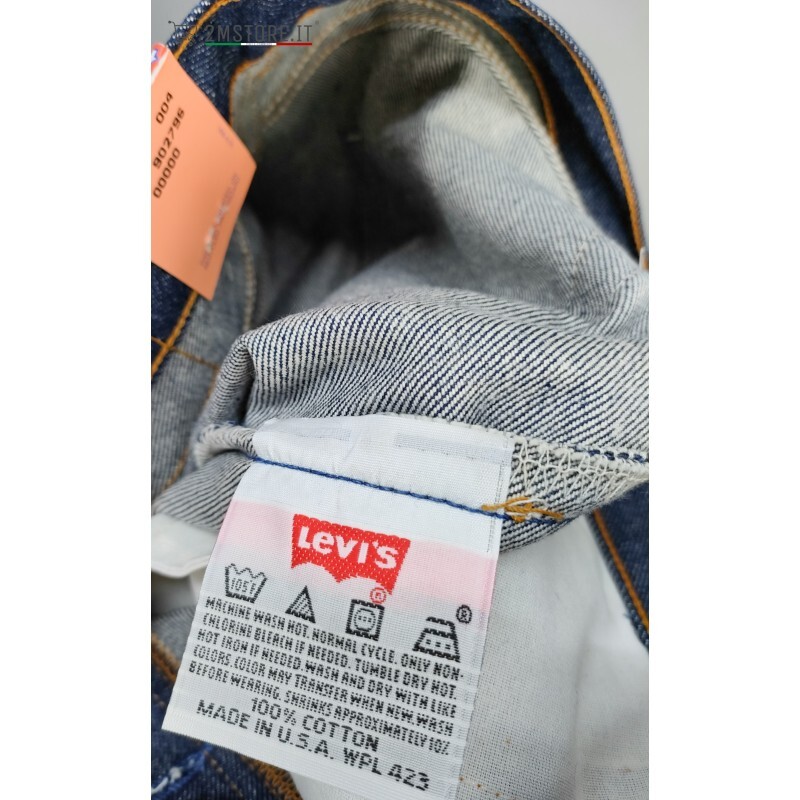 2MSTORE.IT
004
902796
00000
Levi's
®
105F
®
MACHINE WASH HOT. NORMAL CYCLE. ONLY NON-
CHLORINE BLEACH IF NEEDED. TUMBLE DRY HOT.
HOT IRON IF NEEDED. WASH AND DRY WITH LIKE
COLORS. COLOR MAY TRANSFER WHEN NEW. WASH
BEFORE WEARING. SHRINKS APPROXIMATELY 10%
100% COTTON
MADE IN U.S.A. WPL 423